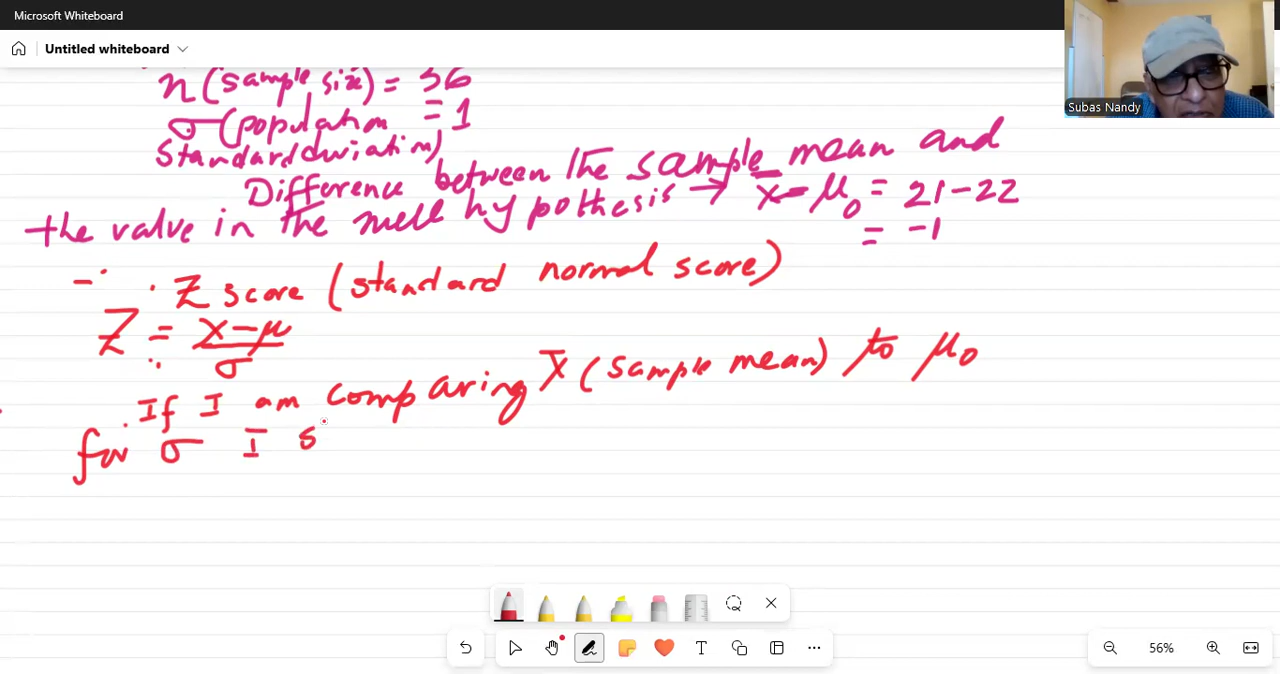 Microsoft Whiteboard
Untitled whiteboard
Subas Nandy
n (sample size) = 36
σ (population = 1
standard dviation)
Difference between the sample mean and
the value in the null hypothesis → x̄ - μ₀ = 21-22
= -1
Z score (standard normal score)
Z = X-μ
σ
If I am comparing X̄ (sample mean) to μ₀
for σ I s
56%